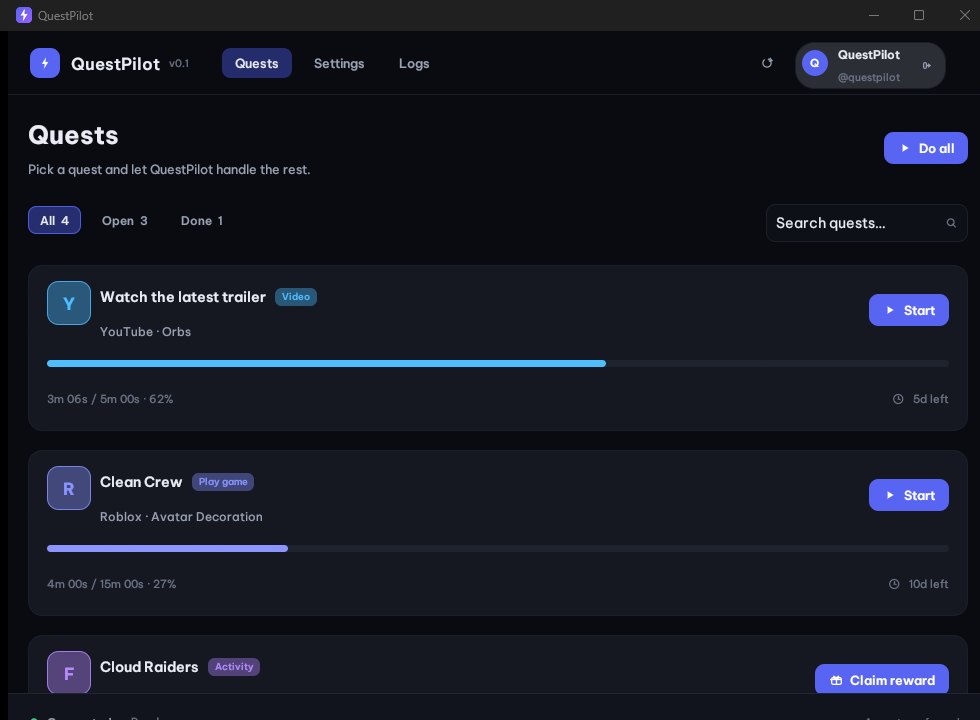 QuestPilot
QuestPilot v0.1 Quests Settings Logs
Q QuestPilot
@questpilot
Quests
Pick a quest and let QuestPilot handle the rest.
Do all
All 4 Open 3 Done 1
Search quests...
Y Watch the latest trailer Video
YouTube · Orbs
Start
3m 06s / 5m 00s · 62% 5d left
R Clean Crew Play game
Roblox · Avatar Decoration
Start
4m 00s / 15m 00s · 27% 10d left
F Cloud Raiders Activity
Claim reward